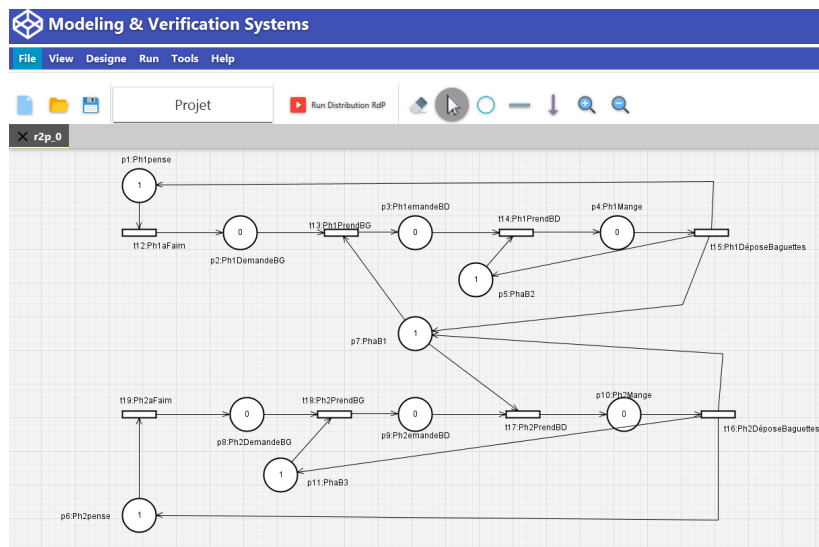 Modeling & Verification Systems
File View Designe Run Tools Help
Projet
Run Distribution RdP
r2p_0
p1:Ph1pense
1
p3:Ph1emandeBD
p4:Ph1Mange
t13:Ph1PrendBG
t14:Ph1PrendBD
0
0
0
t12:Ph1aFaim
t15:Ph1DéposeBaguettes
p2:Ph1DemandeBG
1
p5:PhaB2
1
p7:PhaB1
t19:Ph2aFaim
t18:Ph2PrendBG
p10:Ph2Mange
0
0
0
t17:Ph2PrendBD
t16:Ph2DéposeBaguettes
p8:Ph2DemandeBG
p9:Ph2emandeBD
1
p11:PhaB3
p6:Ph2pense
1